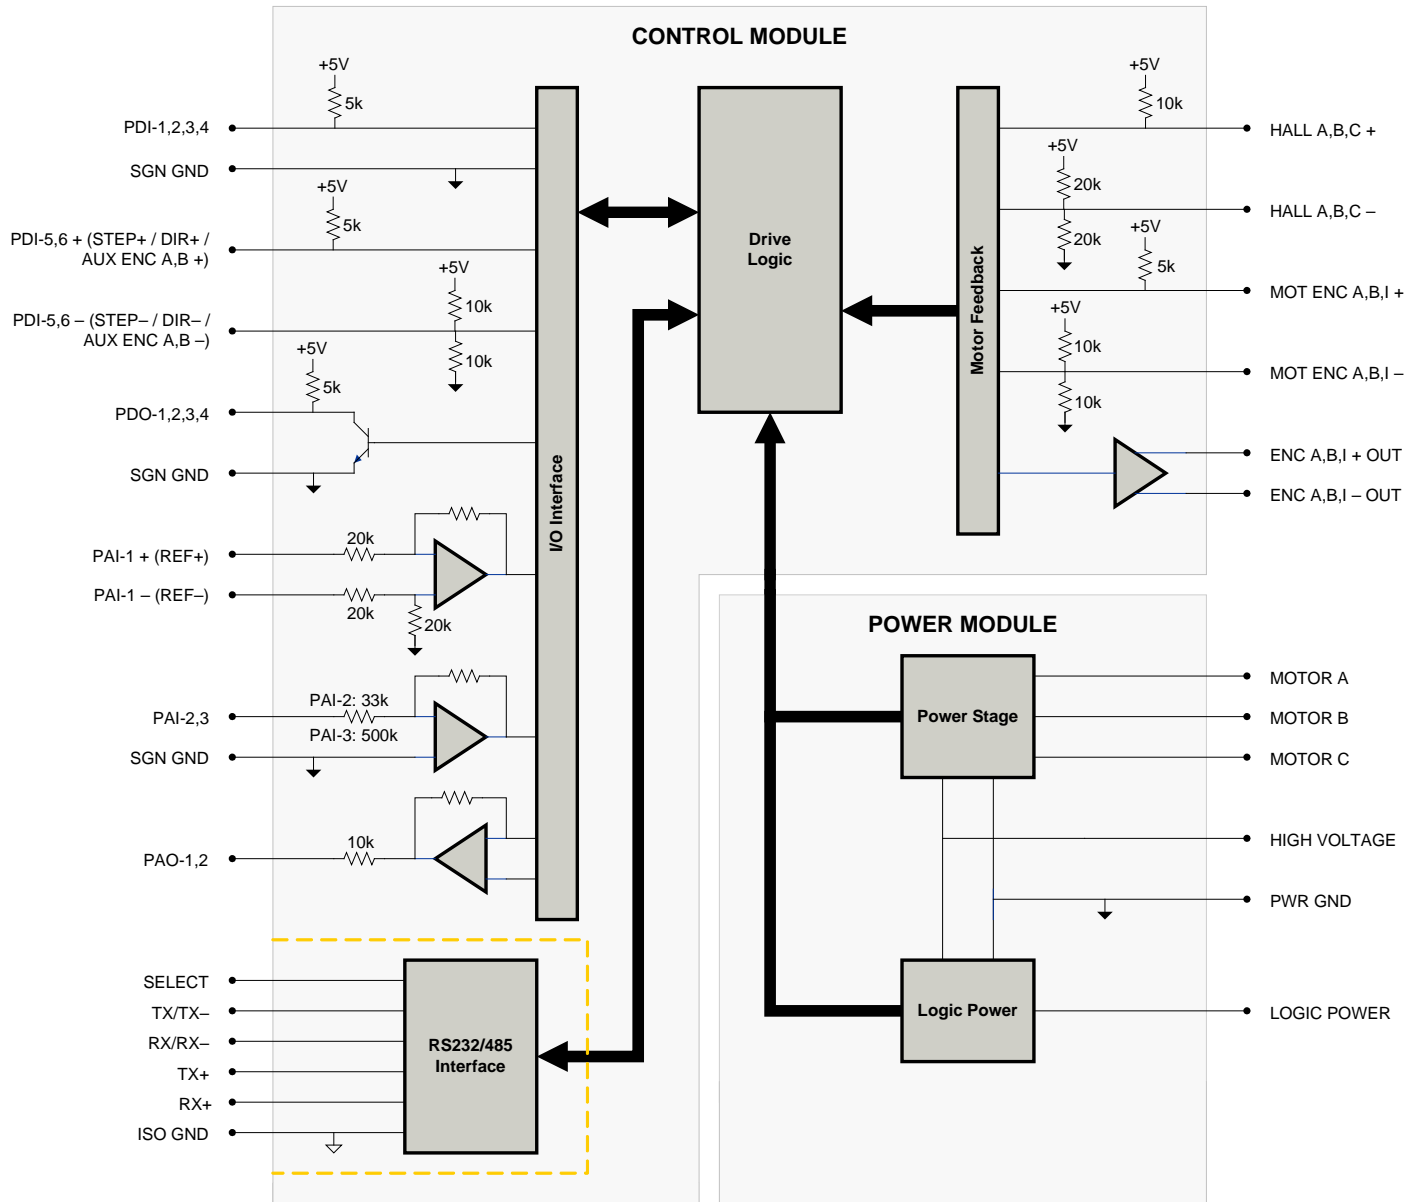 CONTROL MODULE
+5V
5k
PDI-1,2,3,4
SGN GND
+5V
5k
PDI-5,6 + (STEP+ / DIR+ /
AUX ENC A,B +)
+5V
10k
PDI-5,6 – (STEP– / DIR– /
AUX ENC A,B –)
10k
+5V
5k
PDO-1,2,3,4
SGN GND
20k
PAI-1 + (REF+)
PAI-1 – (REF–)
20k
20k
PAI-2: 33k
PAI-2,3
PAI-3: 500k
SGN GND
10k
PAO-1,2
I/O Interface
SELECT
TX/TX–
RX/RX–
TX+
RX+
ISO GND
RS232/485
Interface
Drive
Logic
Motor Feedback
+5V
10k
HALL A,B,C +
+5V
20k
HALL A,B,C –
20k
+5V
5k
MOT ENC A,B,I +
+5V
10k
MOT ENC A,B,I –
10k
ENC A,B,I + OUT
ENC A,B,I – OUT
POWER MODULE
Power Stage
MOTOR A
MOTOR B
MOTOR C
HIGH VOLTAGE
PWR GND
Logic Power
LOGIC POWER